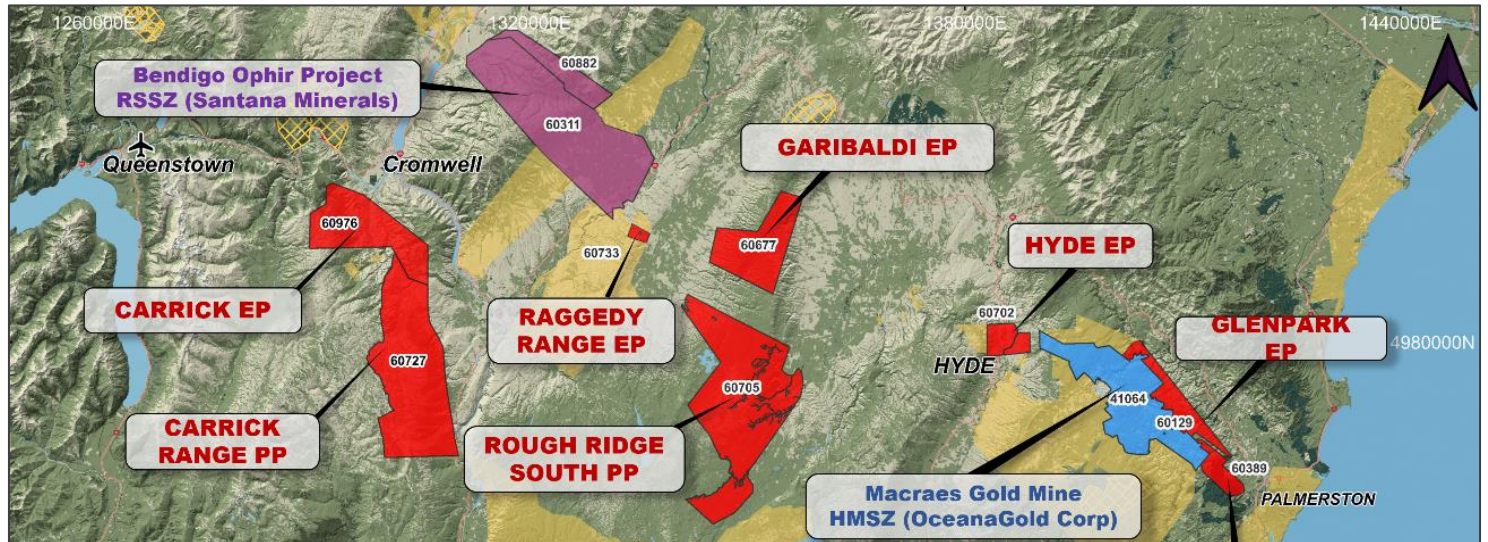 1260000E
1320000E
1380000E
1440000E
Bendigo Ophir Project
RSSZ (Santana Minerals)
60882
60311
Queenstown
Cromwell
GARIBALDI EP
60976
60733
60677
HYDE EP
CARRICK EP
RAGGEDY
RANGE EP
60702
GLENPARK
EP
4980000N
HYDE
60727
60705
41064
60129
CARRICK
RANGE PP
ROUGH RIDGE
SOUTH PP
60389
Macraes Gold Mine
HMSZ (OceanaGold Corp)
PALMERSTON